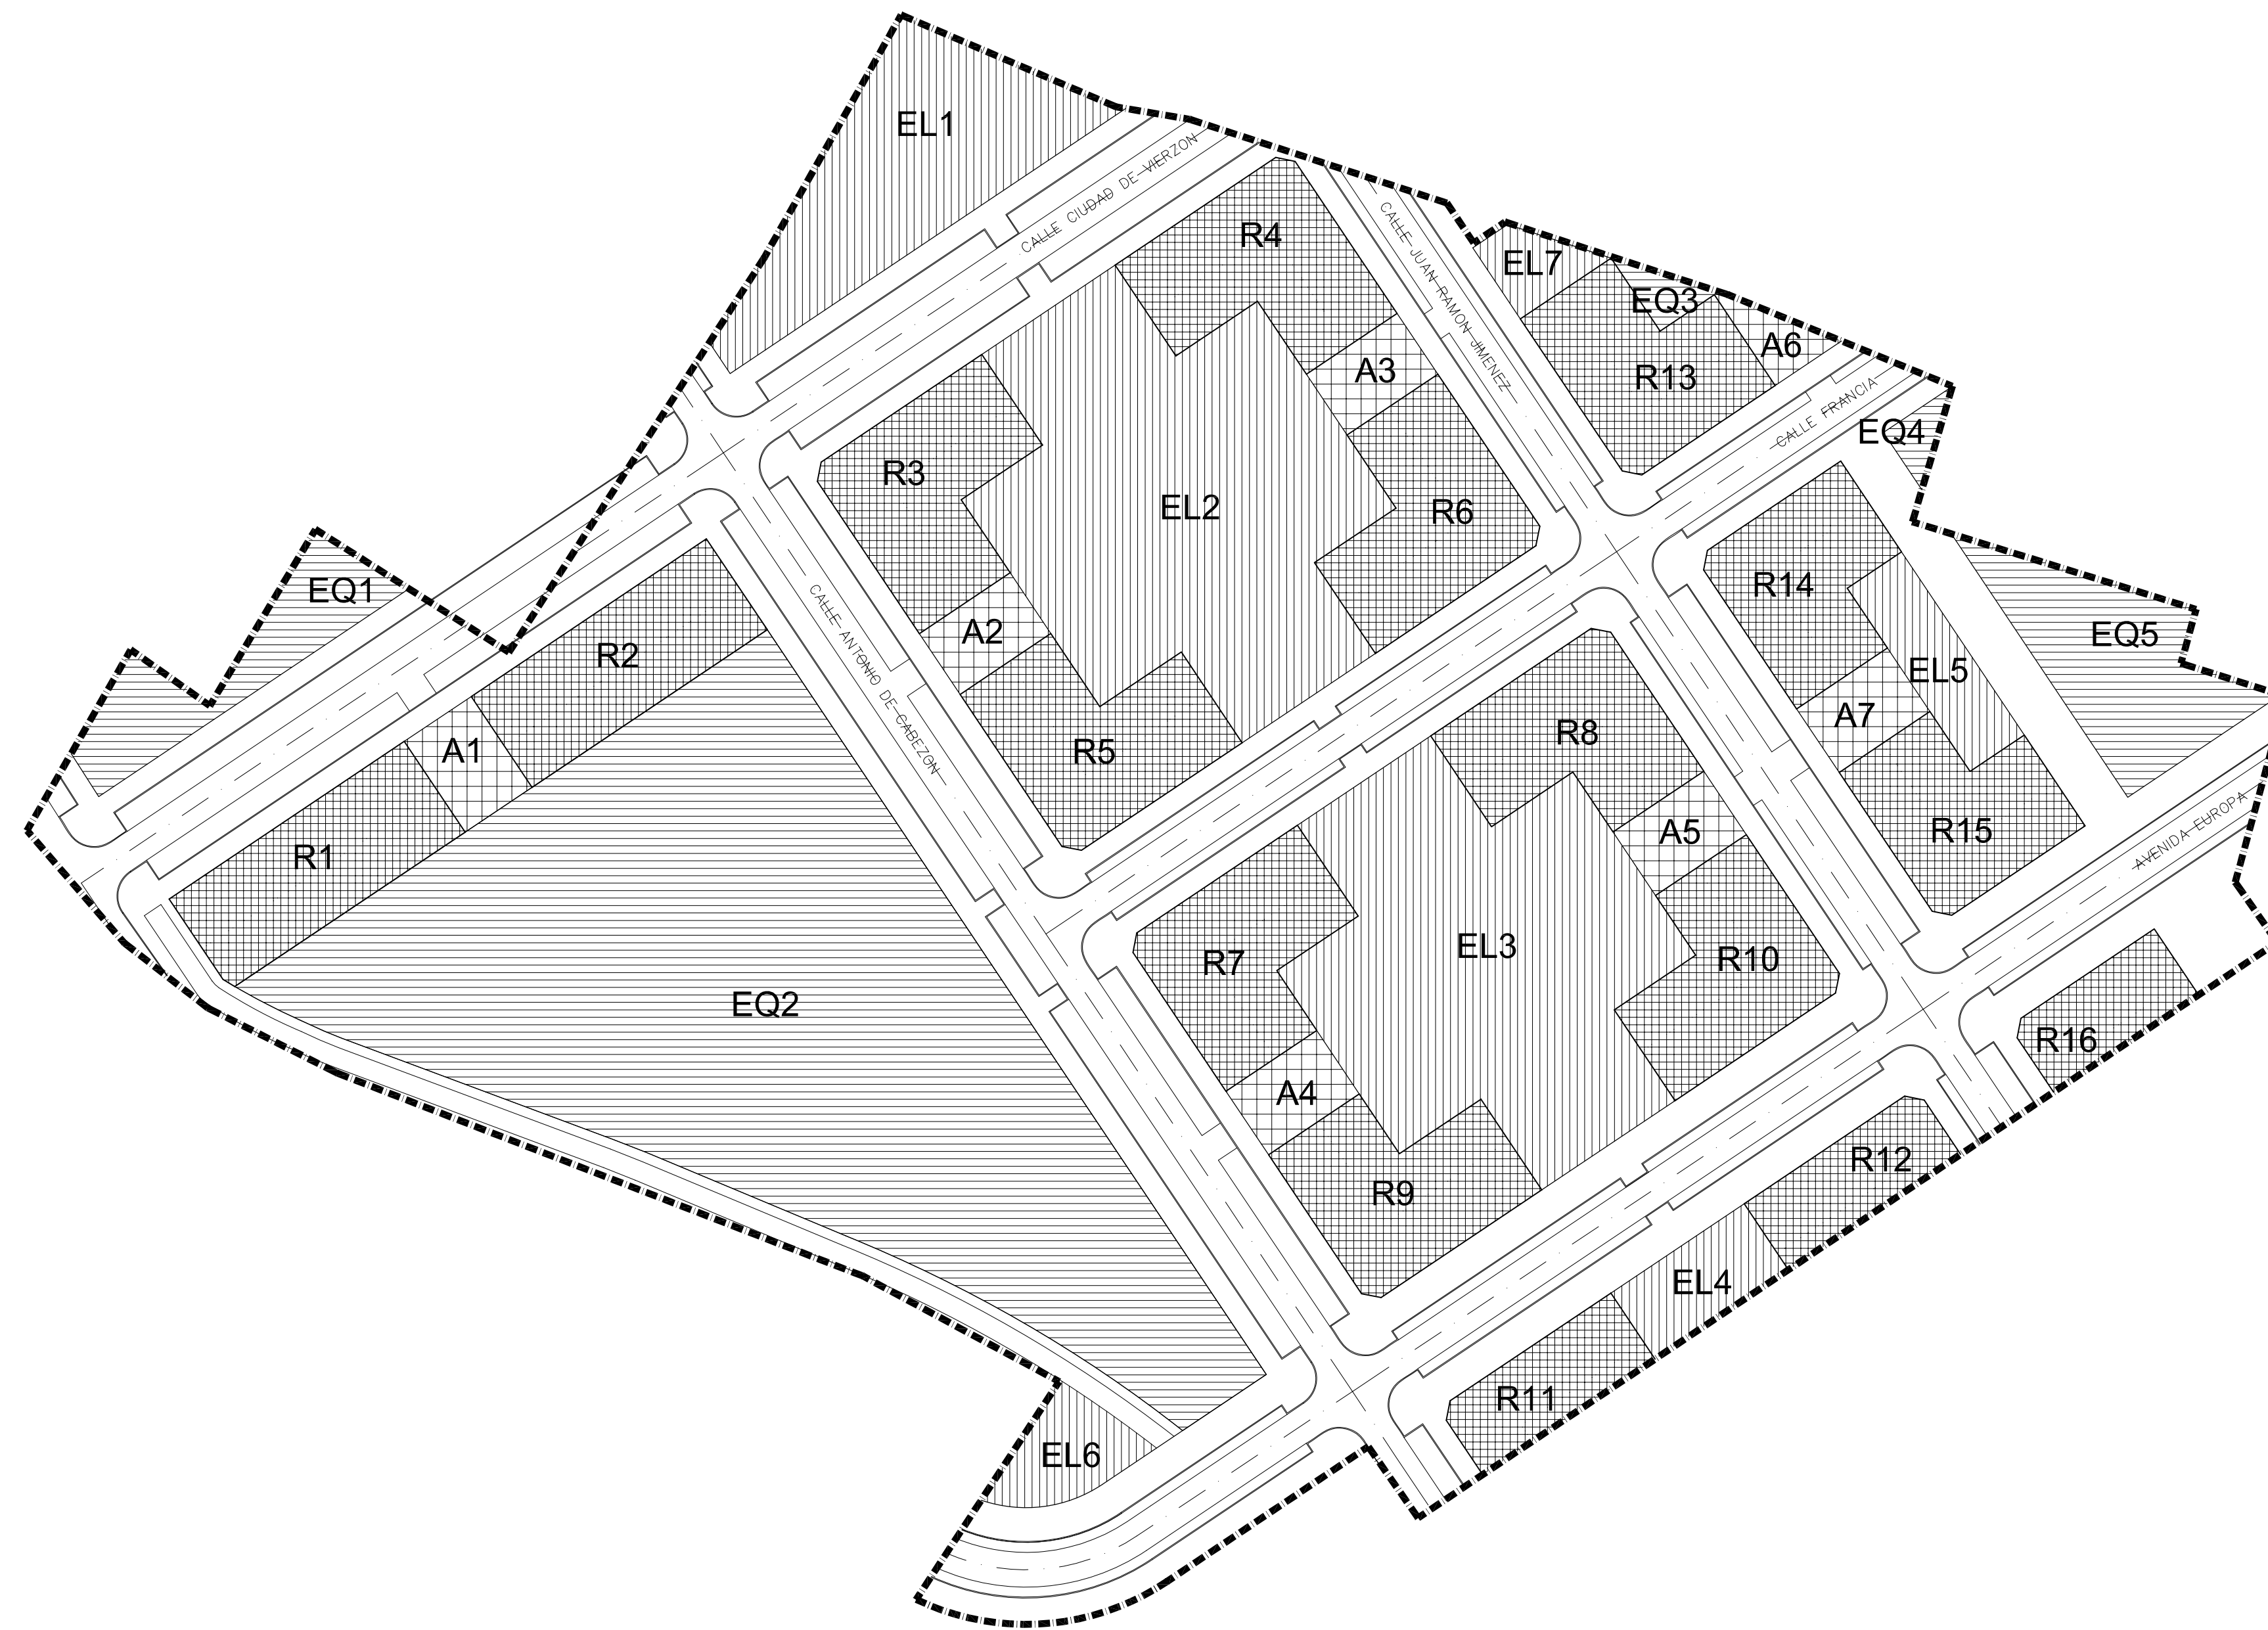 EL1
CALLE CIUDAD DE VIERZON
R4
CALLE JUAN RAMON JIMENEZ
EL7
EQ3
A6
R13
A3
CALLE FRANCIA
EQ4
R3
EL2
R6
EQ1
R14
CALLE ANTONIO DE CABEZON
A2
EQ5
R2
EL5
A7
A1
R5
R8
R1
A5
R15
AVENIDA EUROPA
R7
EL3
R10
EQ2
R16
A4
R12
R9
EL4
R11
EL6